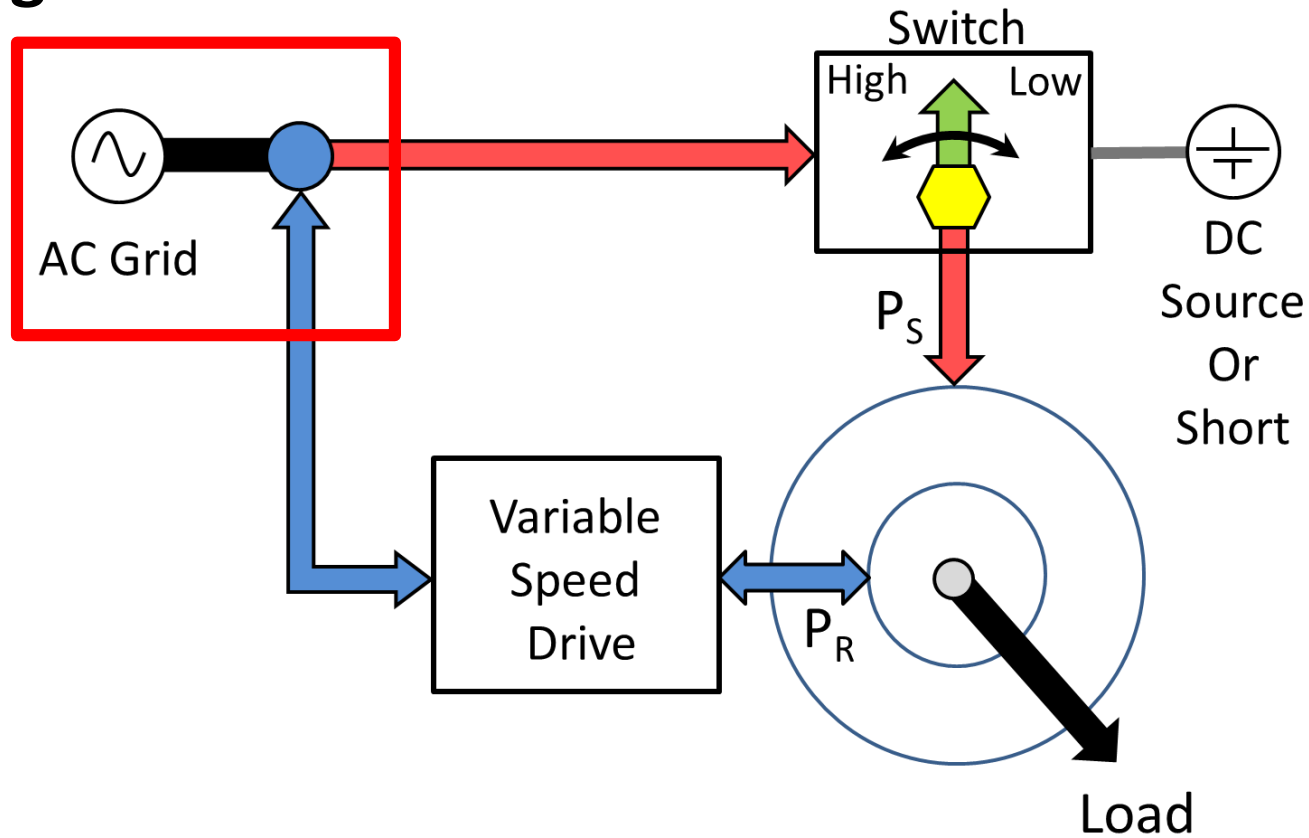 g
Switch
High Low
AC Grid
DC
Source
Or
Short
PS
Variable
Speed
Drive
PR
Load